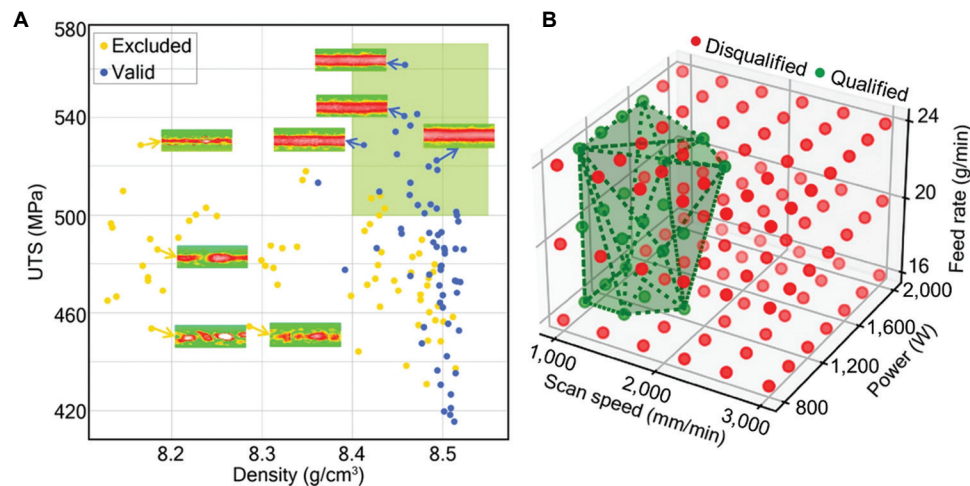 A
580
540
500
460
420
UTS (MPa)
Excluded
Valid
8.2
8.3
8.4
8.5
Density (g/cm³)
B
Disqualified
Qualified
24
20
16
Feed rate (g/min)
2,000
1,600
1,200
800
Power (W)
1,000
2,000
3,000
Scan speed (mm/min)